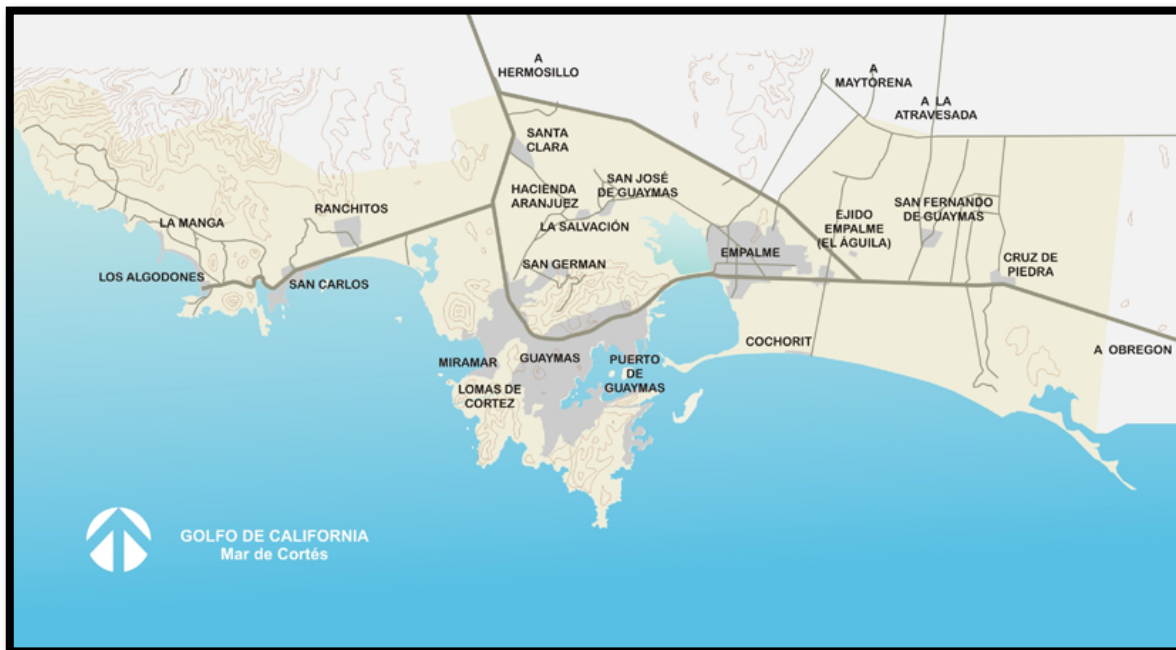 A
HERMOSILLO
A
MAYTORENA
A LA
ATRAVESADA
SANTA
CLARA
HACIENDA
ARANJUEZ
SAN JOSÉ
DE GUAYMAS
RANCHITOS
LA MANGA
LA SALVACIÓN
EJIDO
EMPALME
(EL ÁGUILA)
SAN FERNANDO
DE GUAYMAS
EMPALME
CRUZ DE
PIEDRA
SAN GERMAN
LOS ALGODONES
SAN CARLOS
COCHORIT
A OBREGON
MIRAMAR
GUAYMAS
PUERTO
DE
GUAYMAS
LOMAS DE
CORTEZ
GOLFO DE CALIFORNIA
Mar de Cortés